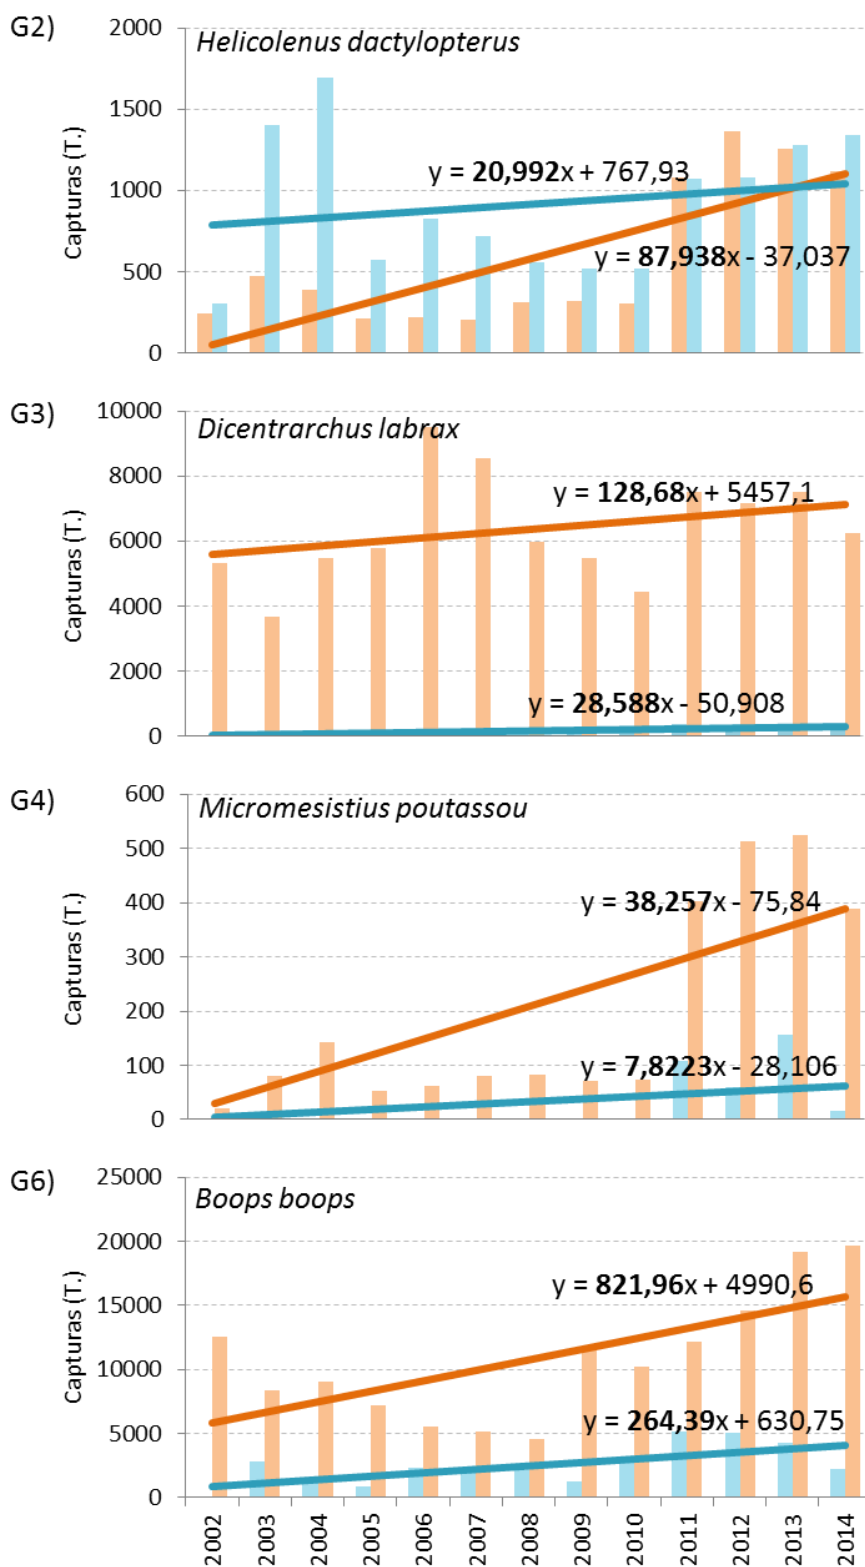 G2)
Helicolenus dactylopterus
Capturas (T.)
2000
1500
1000
500
0
y = 20,992x + 767,93
y = 87,938x - 37,037
G3)
Dicentrarchus labrax
Capturas (T.)
10000
8000
6000
4000
2000
0
y = 128,68x + 5457,1
y = 28,588x - 50,908
G4)
Micromesistius poutassou
Capturas (T.)
600
500
400
300
200
100
0
y = 38,257x - 75,84
y = 7,8223x - 28,106
G6)
Boops boops
Capturas (T.)
25000
20000
15000
10000
5000
0
y = 821,96x + 4990,6
y = 264,39x + 630,75
2002
2003
2004
2005
2006
2007
2008
2009
2010
2011
2012
2013
2014